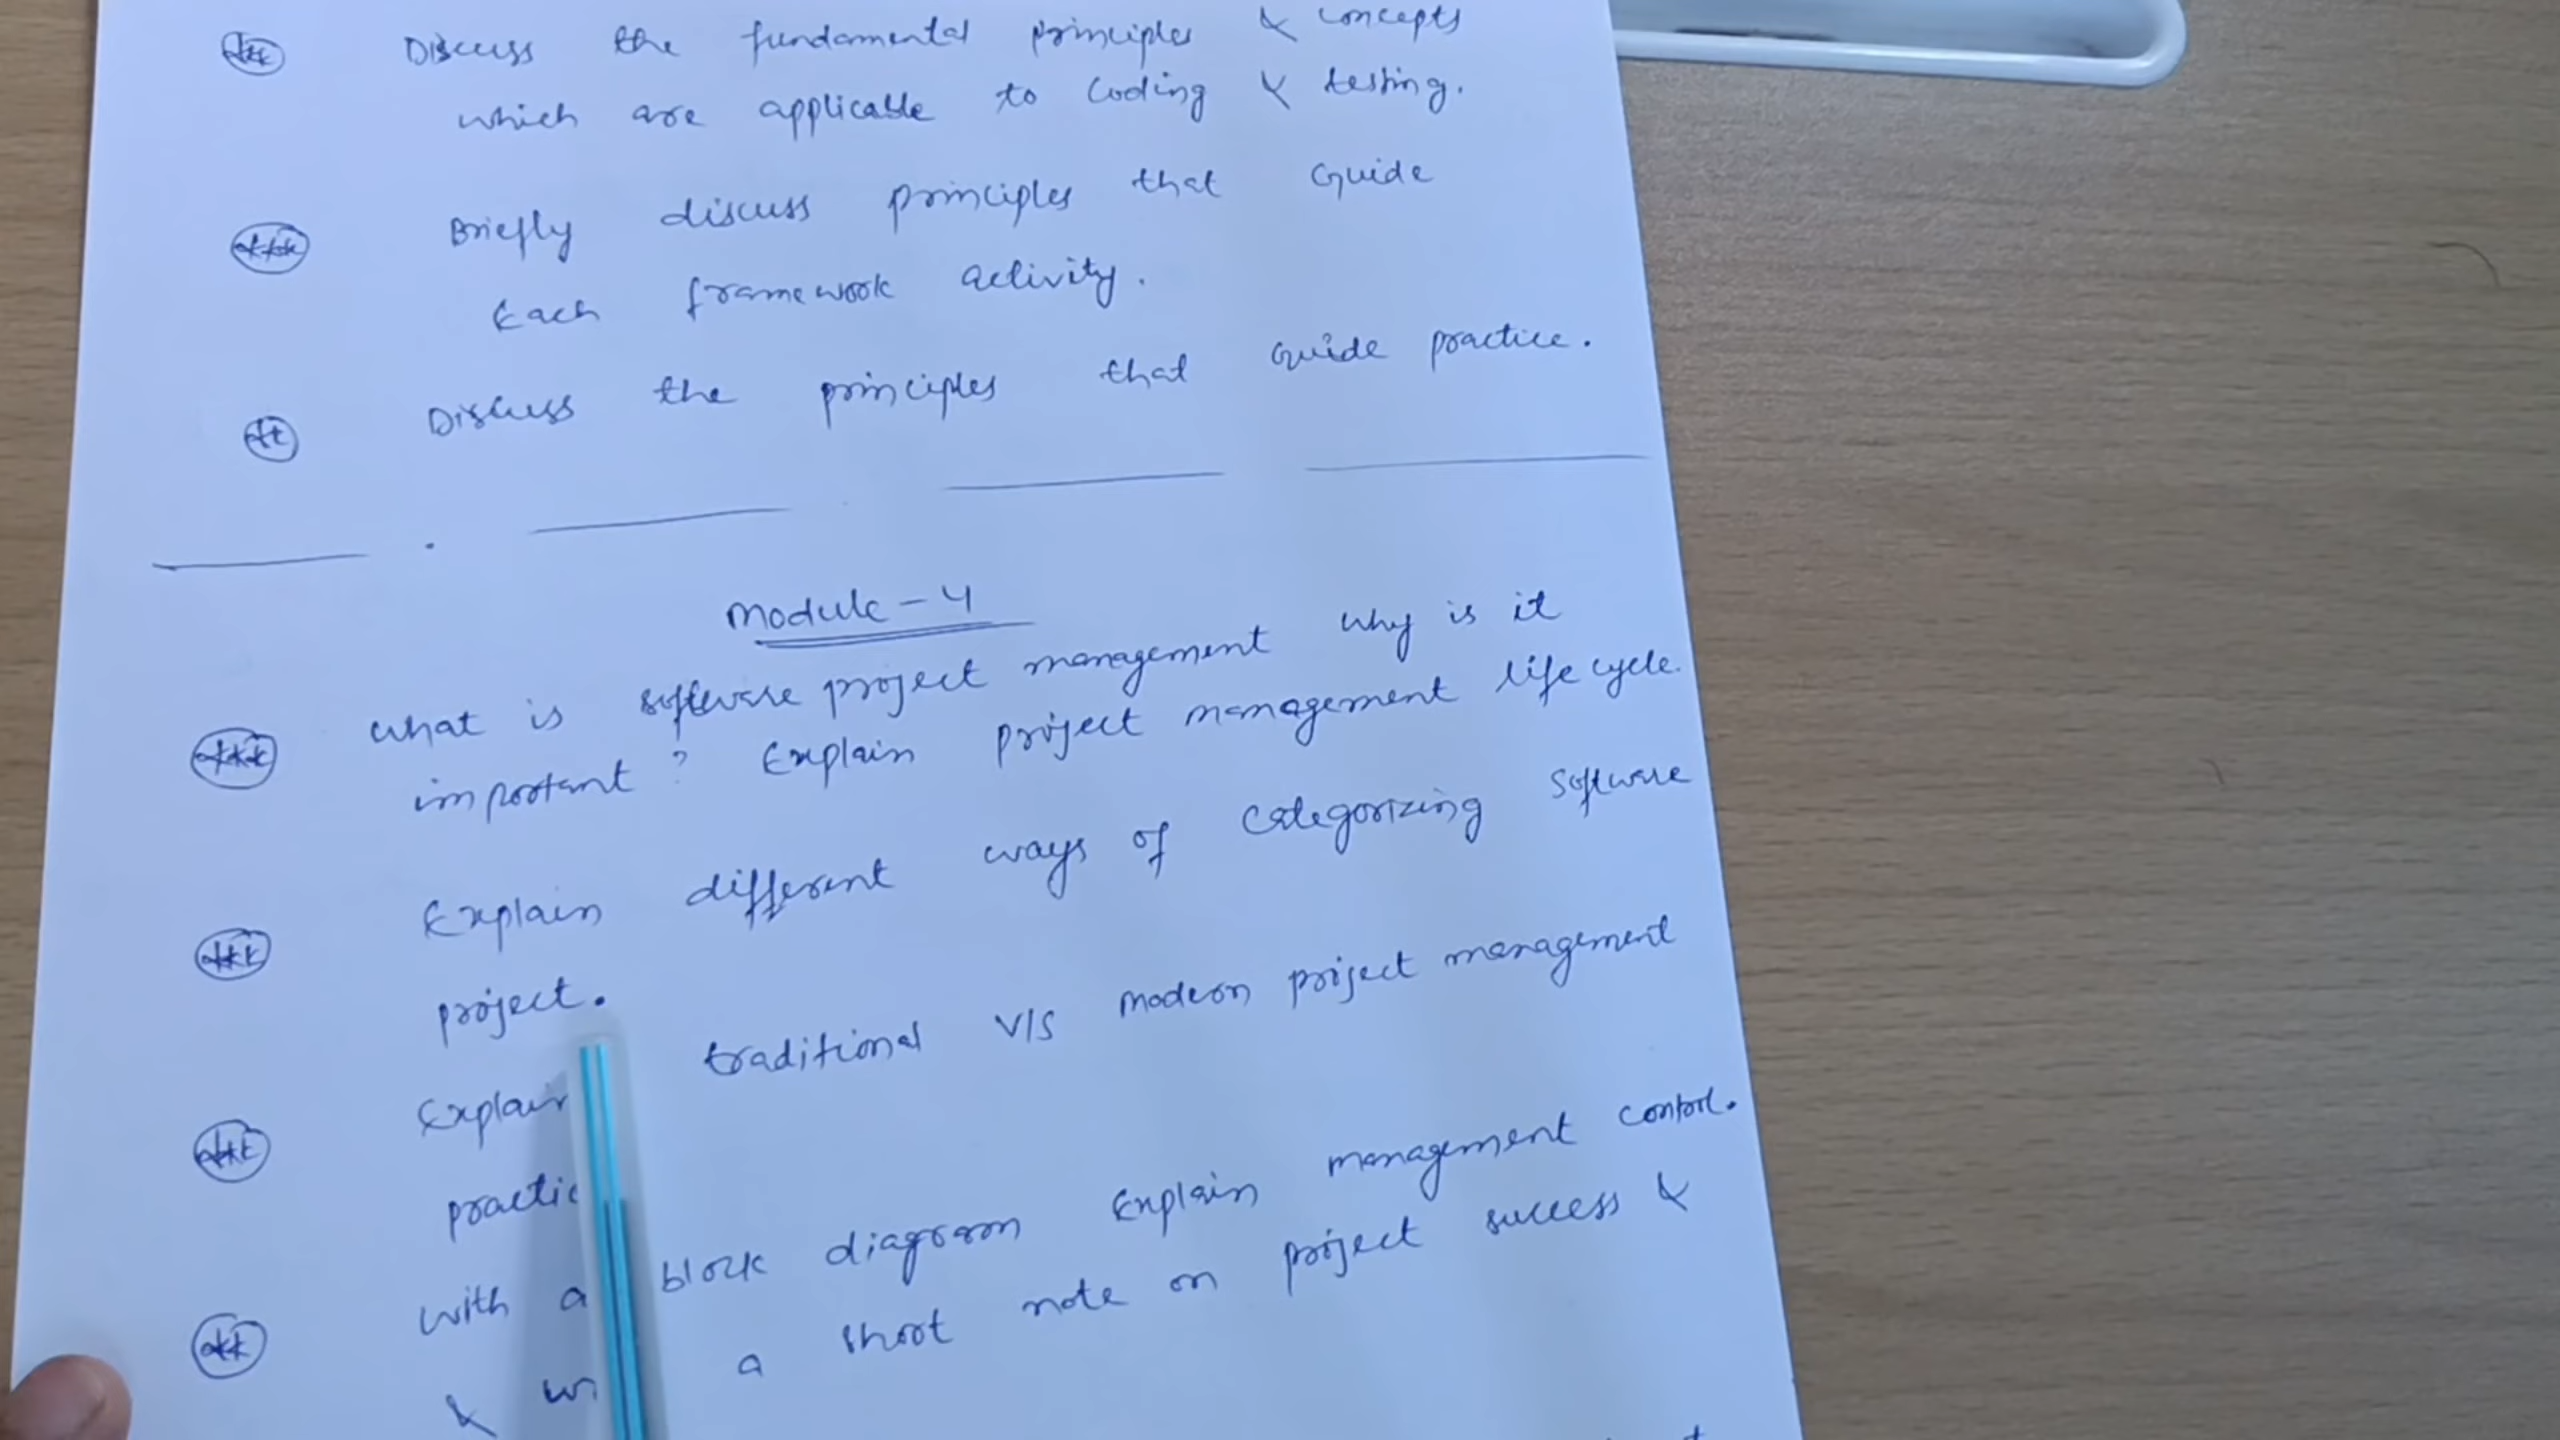 *** Discuss the fundamental principles & concepts
which are applicable to coding & testing.
*** Briefly discuss principles that Guide
Each framework activity.
** Discuss the principles that Guide practice.
Module - 4
*** what is software project management why is it
important? Explain project management life cycle.
*** Explain different ways of categorizing software
project.
*** Explain traditional V/S modern project management
practic
** with a block diagram Explain management control.
& a short note on project success &